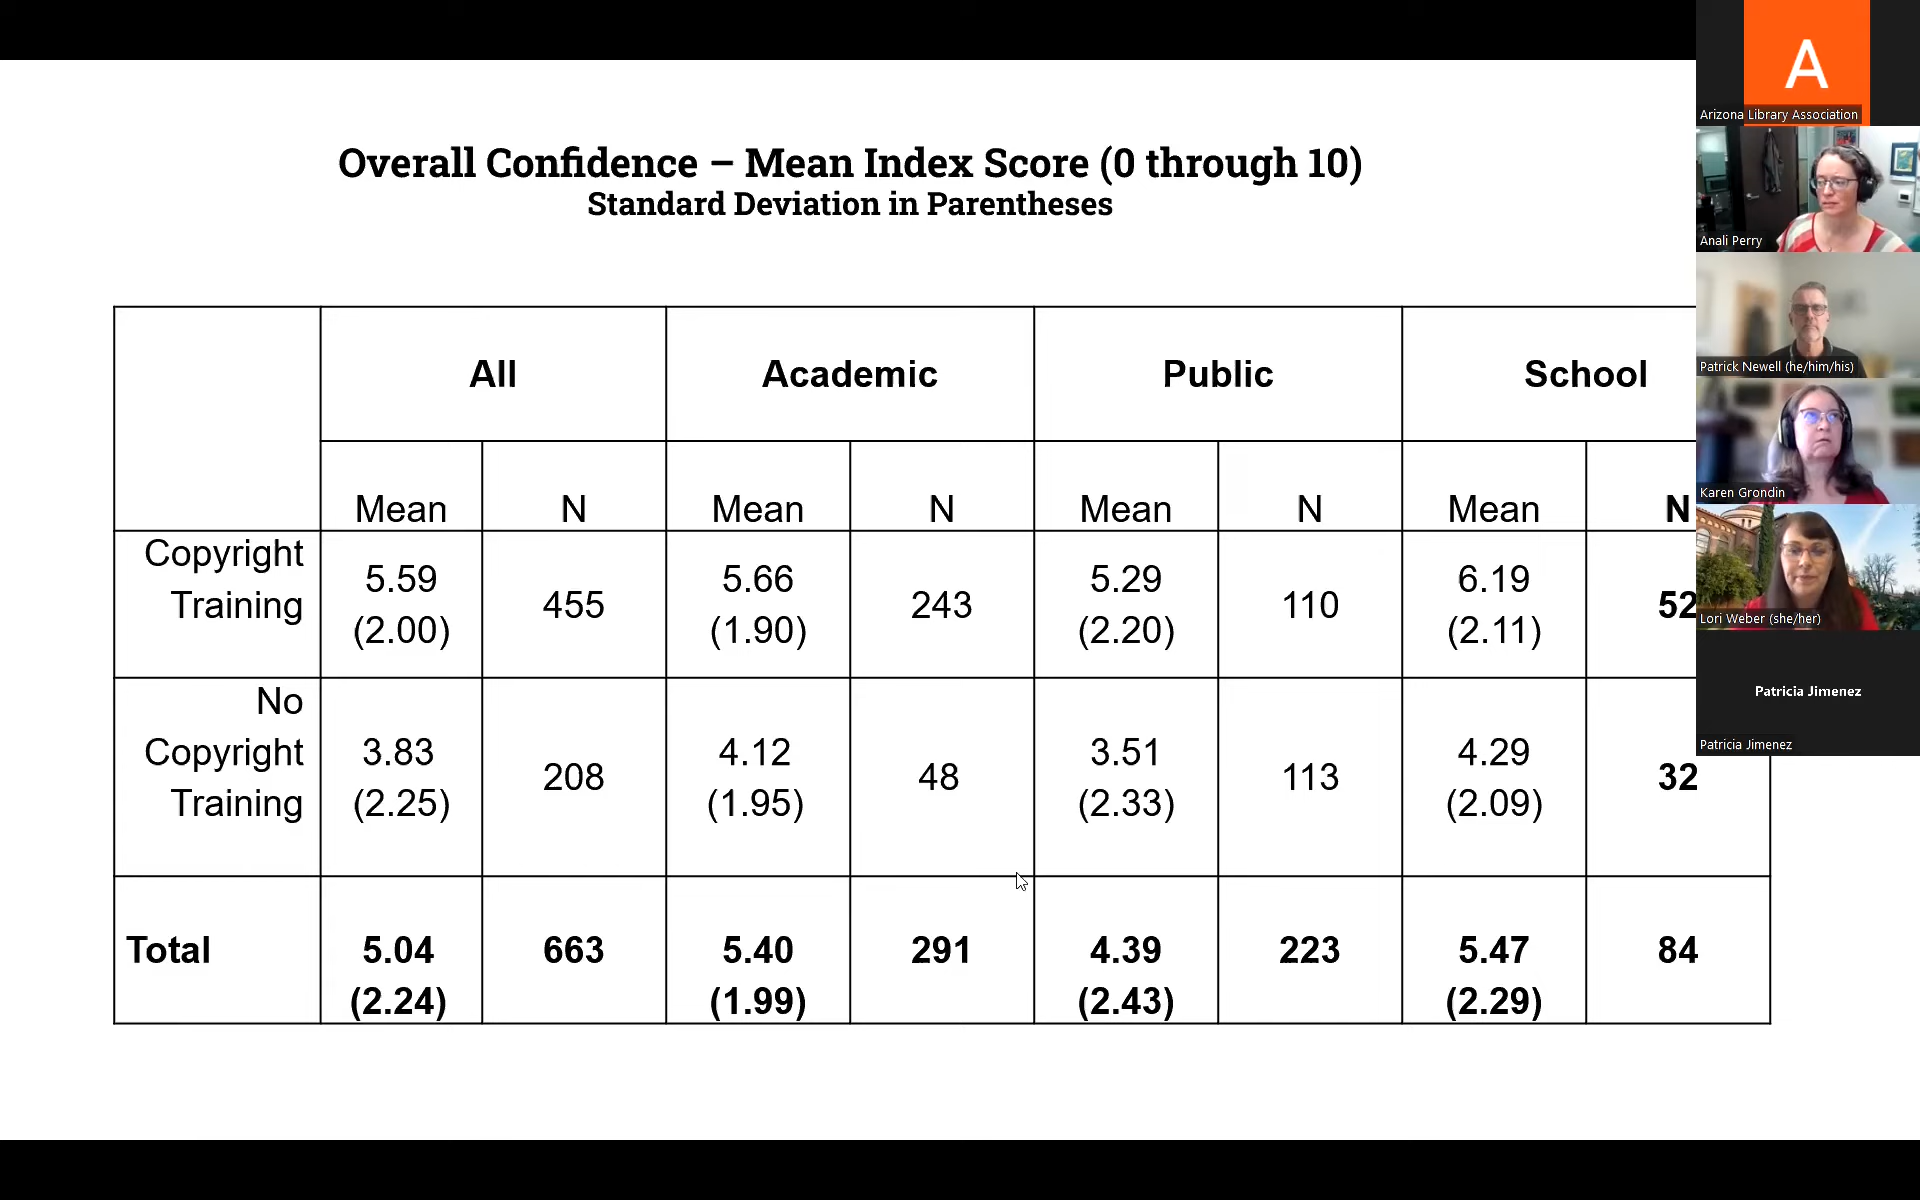 Overall Confidence – Mean Index Score (0 through 10)
Standard Deviation in Parentheses
All Academic Public School
Mean N Mean N Mean N Mean N
Copyright Training 5.59 (2.00) 455 5.66 (1.90) 243 5.29 (2.20) 110 6.19 (2.11) 52
No Copyright Training 3.83 (2.25) 208 4.12 (1.95) 48 3.51 (2.33) 113 4.29 (2.09) 32
Total 5.04 (2.24) 663 5.40 (1.99) 291 4.39 (2.43) 223 5.47 (2.29) 84
A
Arizona Library Association
Anali Perry
Patrick Newell (he/him/his)
Karen Grondin
Lori Weber (she/her)
Patricia Jimenez
Patricia Jimenez